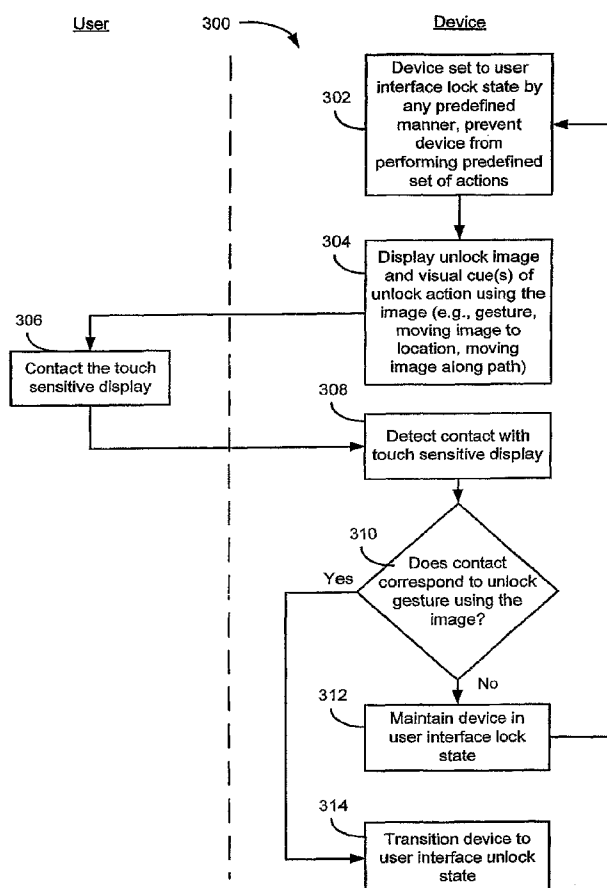 User
300
Device
302
Device set to user
interface lock state by
any predefined
manner, prevent
device from
performing predefined
set of actions
304
Display unlock image
and visual cue(s) of
unlock action using the
image (e.g., gesture,
moving image to
location, moving
image along path)
306
Contact the touch
sensitive display
308
Detect contact with
touch sensitive display
310
Does contact
correspond to unlock
gesture using the
image?
Yes
No
312
Maintain device in
user interface lock
state
314
Transition device to
user interface unlock
state